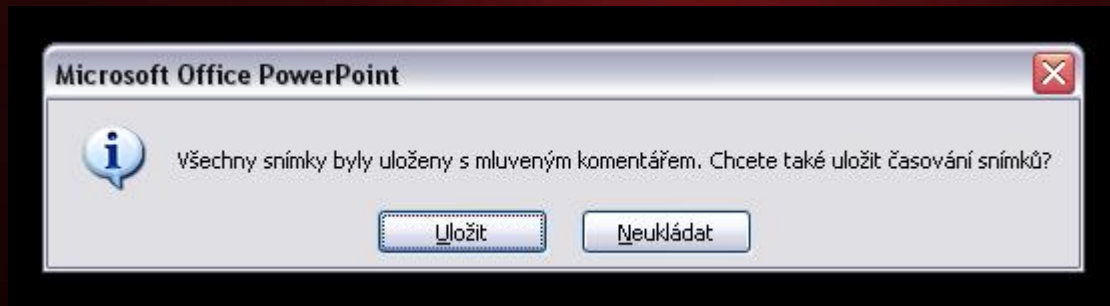 Microsoft Office PowerPoint
Všechny snímky byly uloženy s mluveným komentářem. Chcete také uložit časování snímků?
Uložit
Neukládat